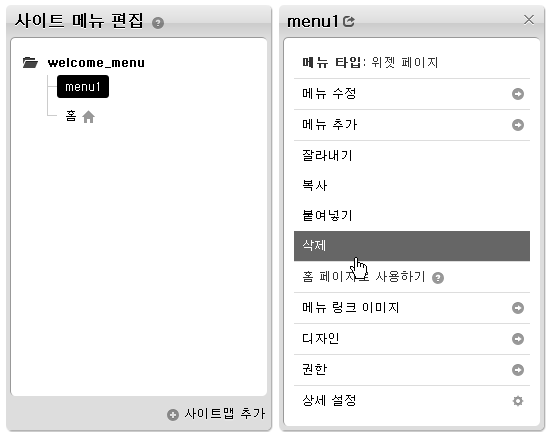 사이트 메뉴 편집 ?
welcome_menu
menu1
홈
사이트맵 추가
menu1
메뉴 타입: 위젯 페이지
메뉴 수정
메뉴 추가
잘라내기
복사
붙여넣기
삭제
홈 페이지로 사용하기 ?
메뉴 링크 이미지
디자인
권한
상세 설정